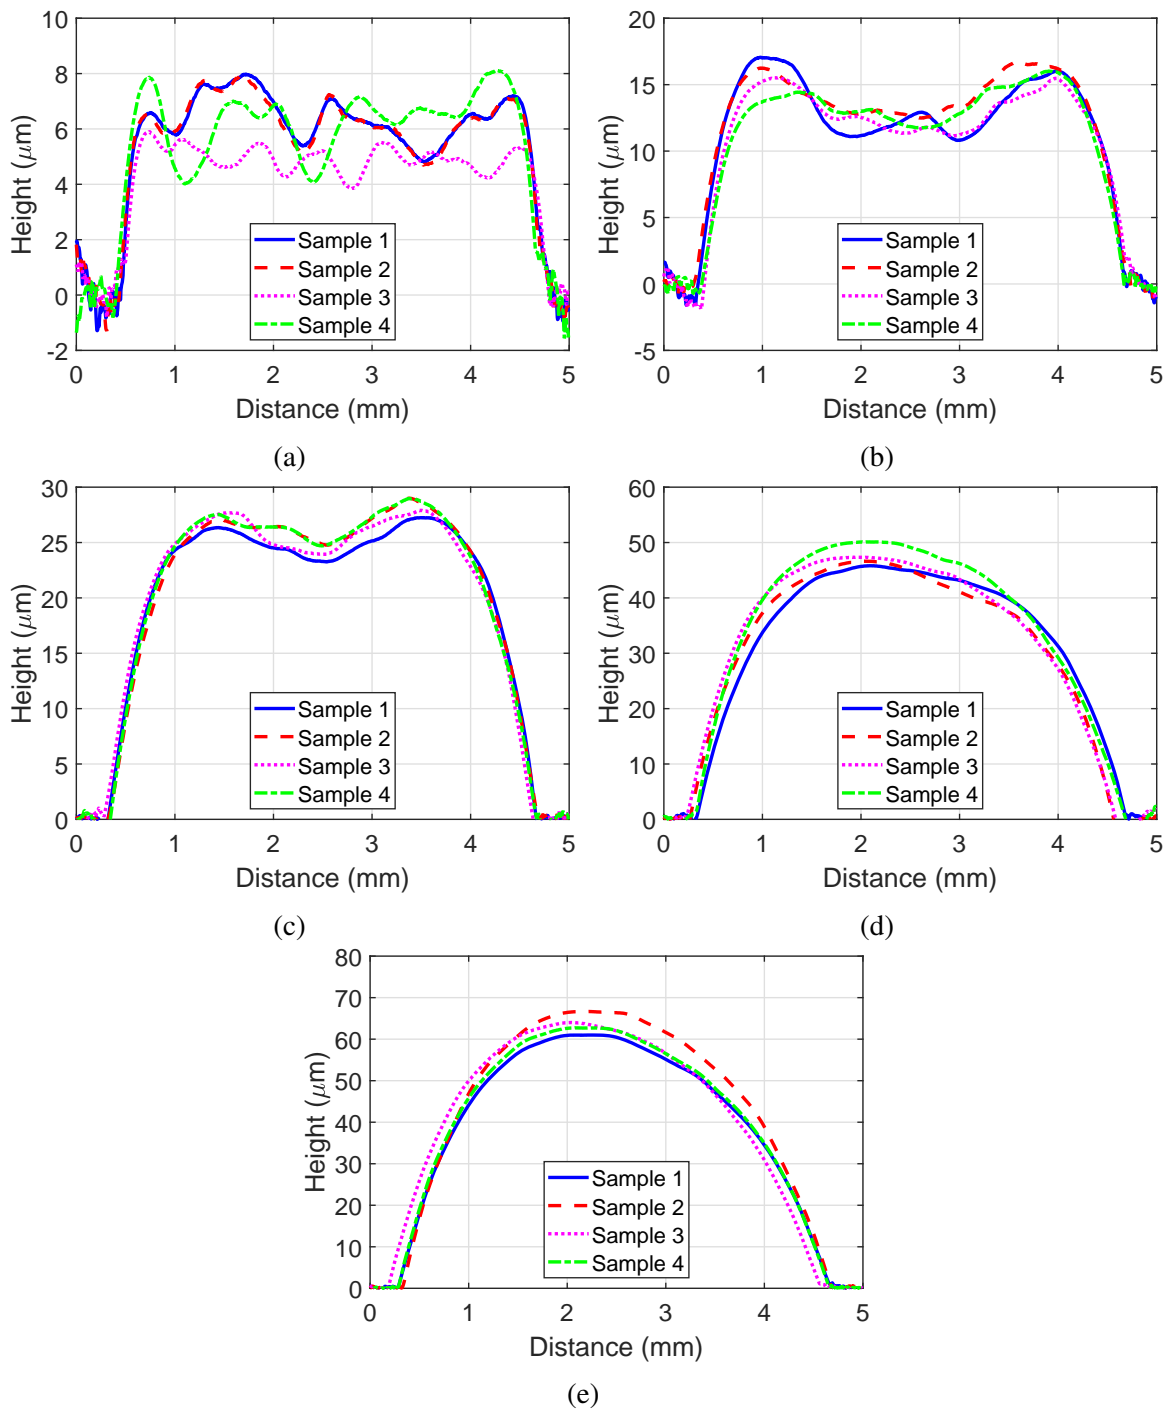 10
8
6
4
2
0
-2
Height (μm)
0 1 2 3 4 5
Distance (mm)
Sample 1
Sample 2
Sample 3
Sample 4
(a)
20
15
10
5
0
-5
Height (μm)
0 1 2 3 4 5
Distance (mm)
Sample 1
Sample 2
Sample 3
Sample 4
(b)
30
25
20
15
10
5
0
Height (μm)
0 1 2 3 4 5
Distance (mm)
Sample 1
Sample 2
Sample 3
Sample 4
(c)
60
50
40
30
20
10
0
Height (μm)
0 1 2 3 4 5
Distance (mm)
Sample 1
Sample 2
Sample 3
Sample 4
(d)
80
70
60
50
40
30
20
10
0
Height (μm)
0 1 2 3 4 5
Distance (mm)
Sample 1
Sample 2
Sample 3
Sample 4
(e)